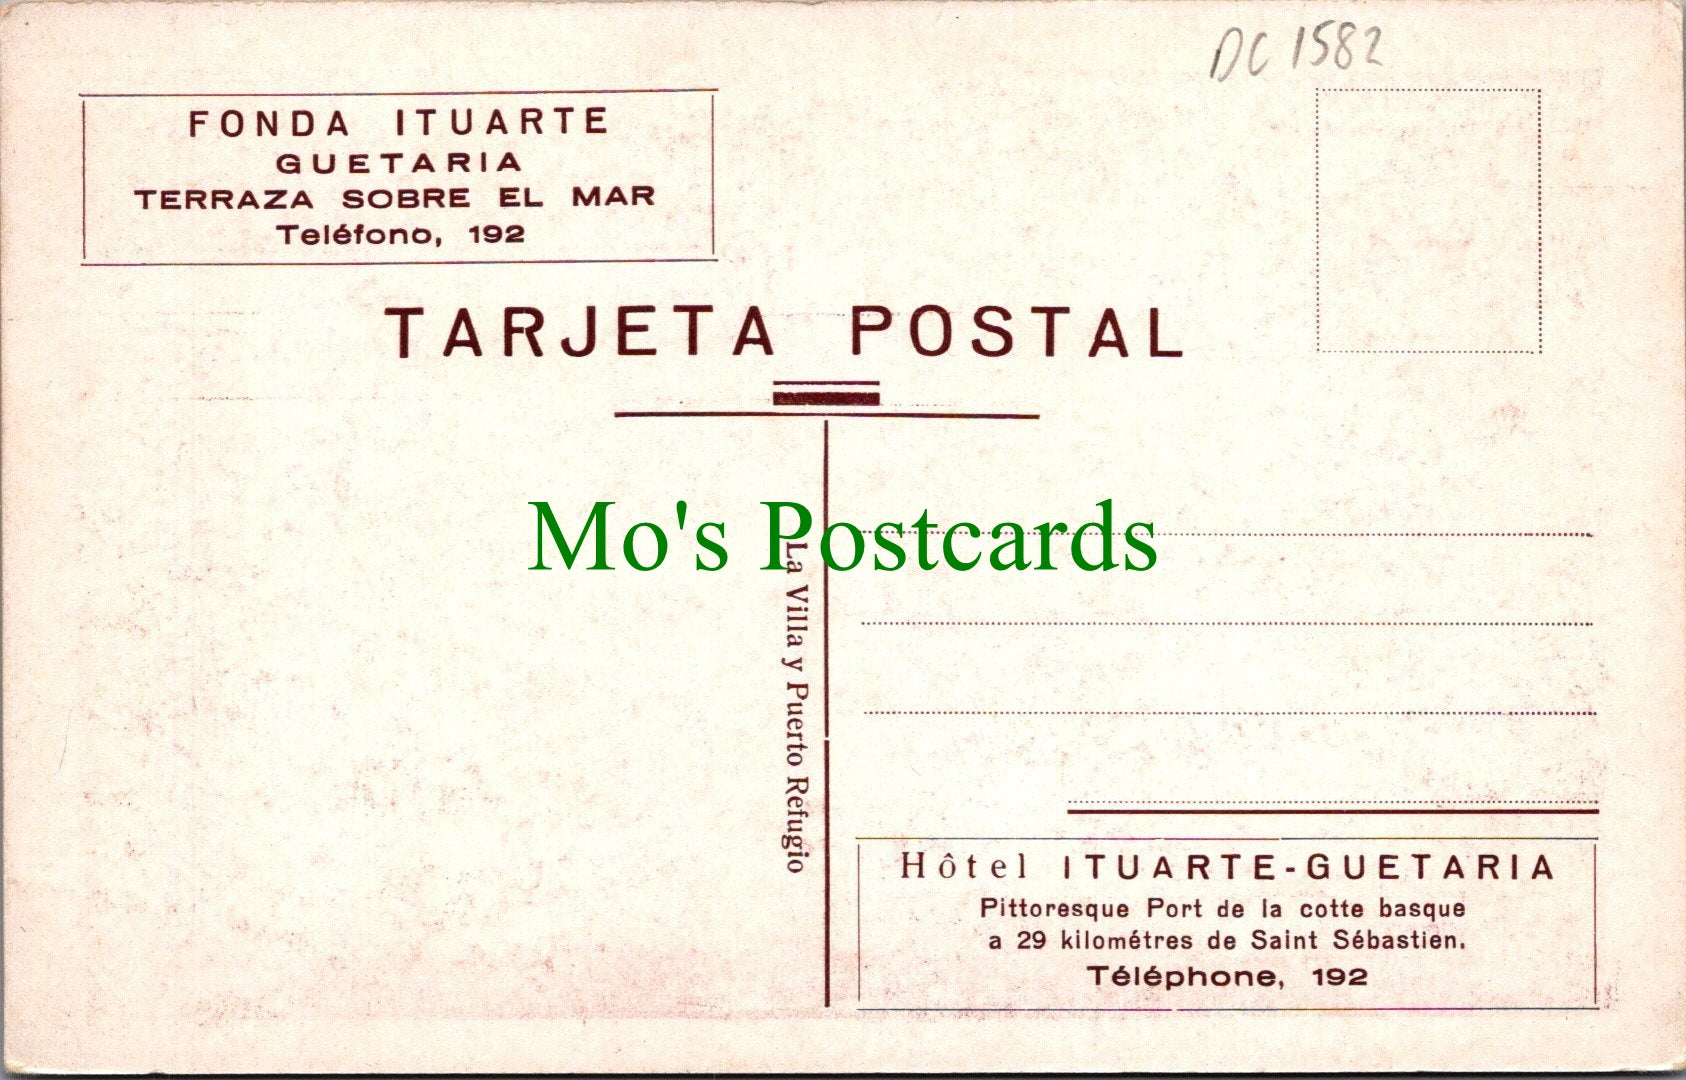 DC 1582
FONDA ITUARTE
GUETARIA
TERRAZA SOBRE EL MAR
Teléfono, 192
TARJETA POSTAL
Mo's Postcards
La Villa y Puerto Refugio
Hôtel ITUARTE-GUETARIA
Pittoresque Port de la cotte basque
a 29 kilométres de Saint Sébastien.
Téléphone, 192